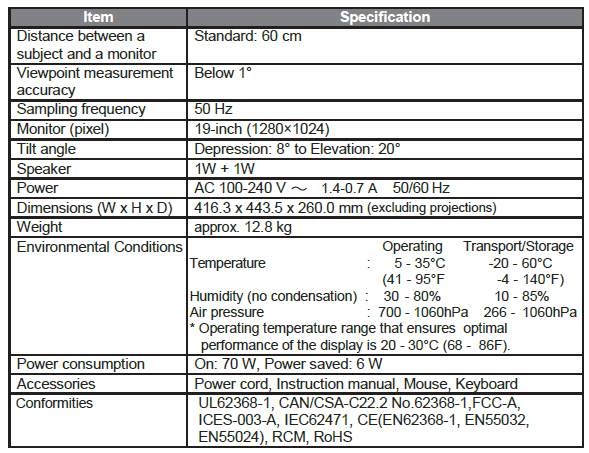 Item Specification
Distance between a subject and a monitor Standard: 60 cm
Viewpoint measurement accuracy Below 1°
Sampling frequency 50 Hz
Monitor (pixel) 19-inch (1280×1024)
Tilt angle Depression: 8° to Elevation: 20°
Speaker 1W + 1W
Power AC 100-240 V ～ 1.4-0.7 A 50/60 Hz
Dimensions (W x H x D) 416.3 x 443.5 x 260.0 mm (excluding projections)
Weight approx. 12.8 kg
Environmental Conditions Operating Transport/Storage
Temperature : 5 - 35°C -20 - 60°C
(41 - 95°F -4 - 140°F)
Humidity (no condensation) : 30 - 80% 10 - 85%
Air pressure : 700 - 1060hPa 266 - 1060hPa
* Operating temperature range that ensures optimal
performance of the display is 20 - 30°C (68 - 86F).
Power consumption On: 70 W, Power saved: 6 W
Accessories Power cord, Instruction manual, Mouse, Keyboard
Conformities UL62368-1, CAN/CSA-C22.2 No.62368-1,FCC-A,
ICES-003-A, IEC62471, CE(EN62368-1, EN55032,
EN55024), RCM, RoHS